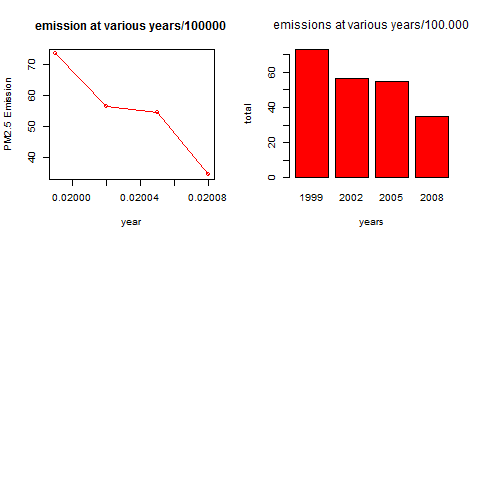 emission at various years/100000
PM2.5 Emission
70
60
50
40
0.02000
0.02004
0.02008
year
emissions at various years/100.000
total
60
40
20
0
1999
2002
2005
2008
years